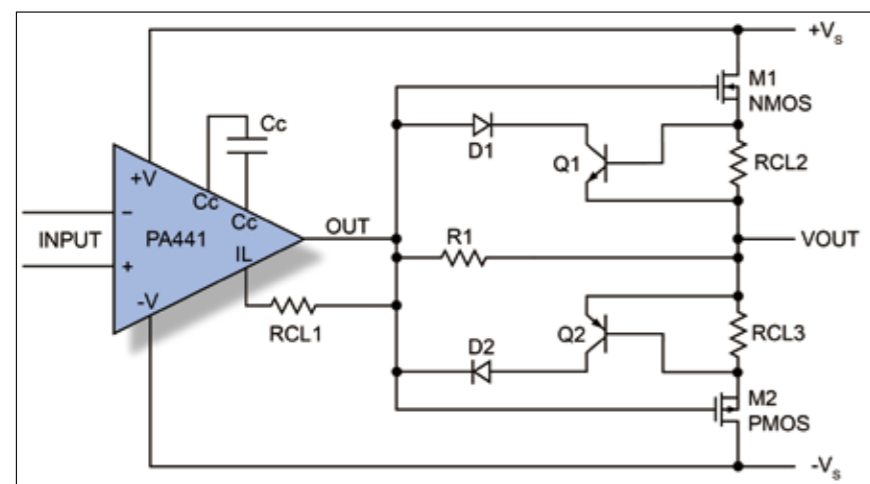 +Vs
M1
NMOS
Cc
D1
Q1
RCL2
+V
Cc
Cc
−
INPUT
PA441
OUT
R1
VOUT
+
IL
-V
RCL1
D2
Q2
RCL3
M2
PMOS
-Vs